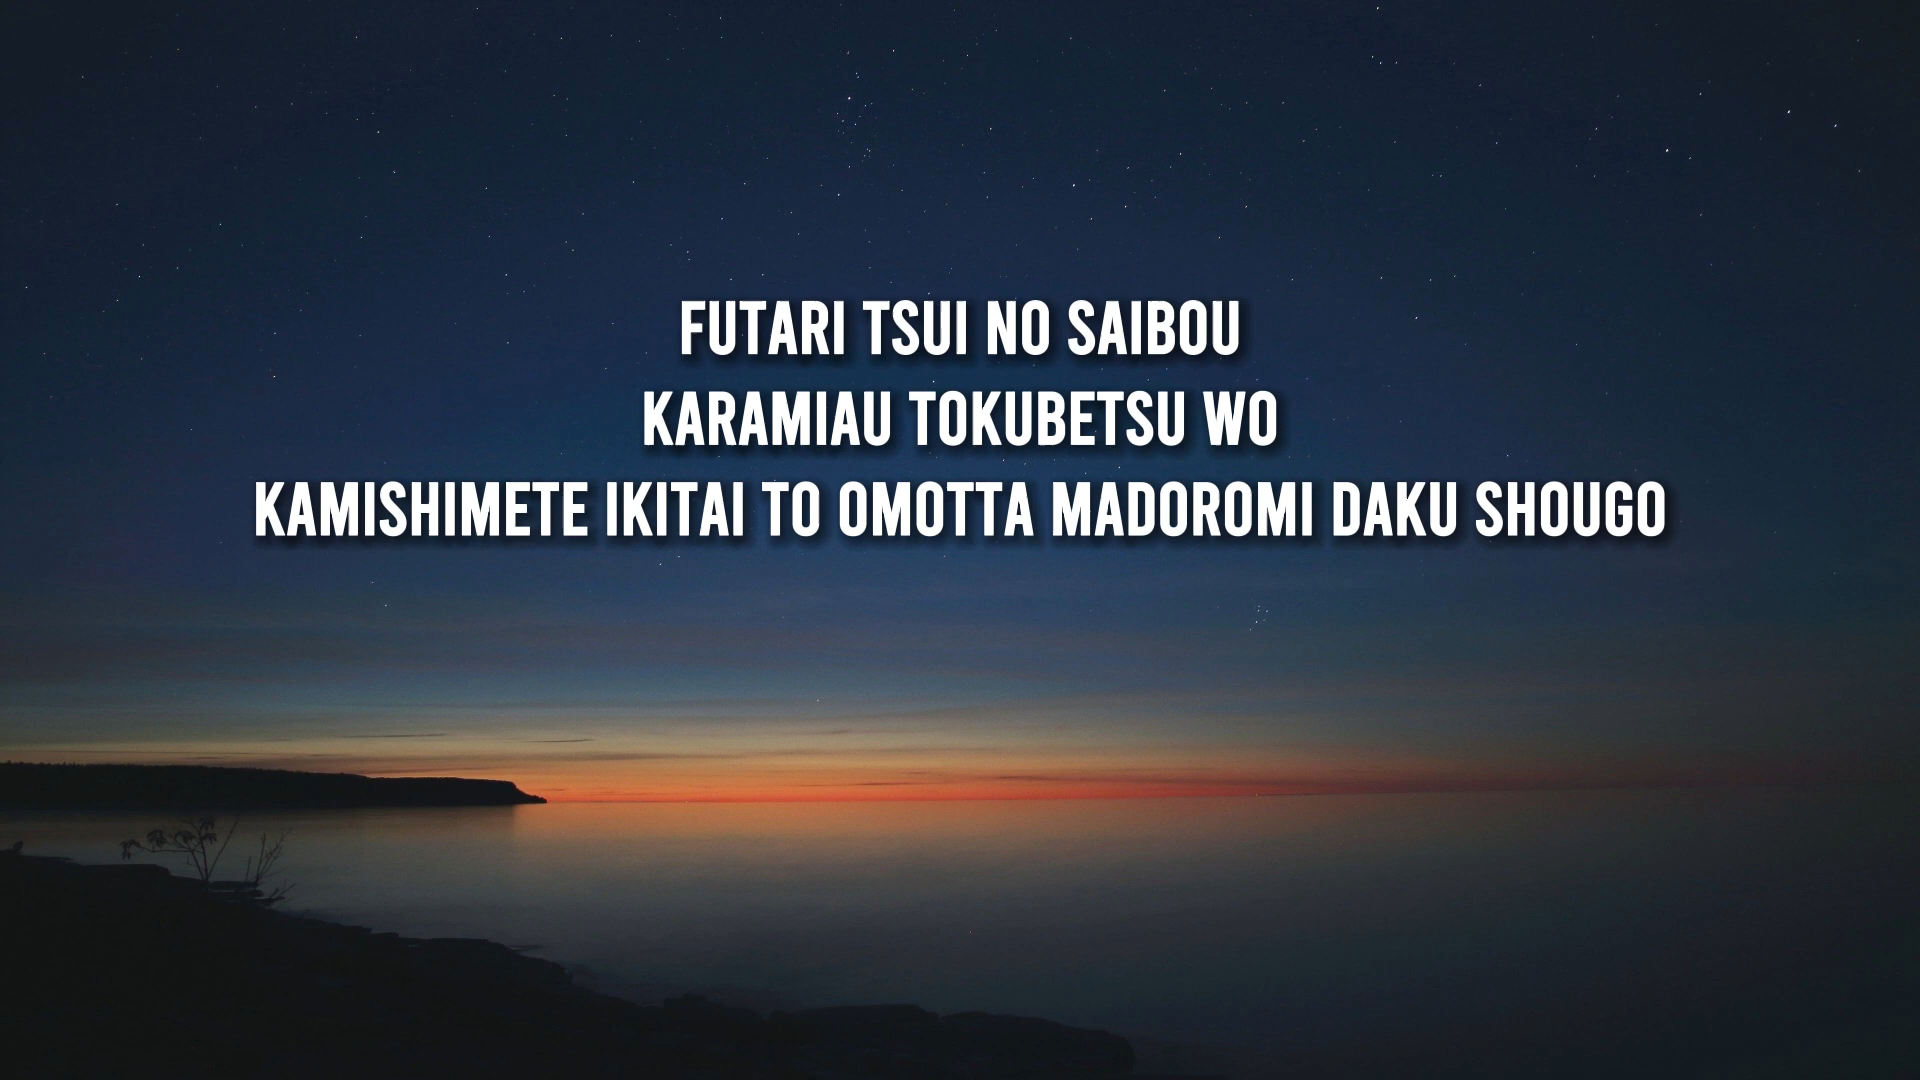 FUTARI TSUI NO SAIBOU
KARAMIAU TOKUBETSU WO
KAMISHIMETE IKITAI TO OMOTTA MADOROMI DAKU SHOUGO